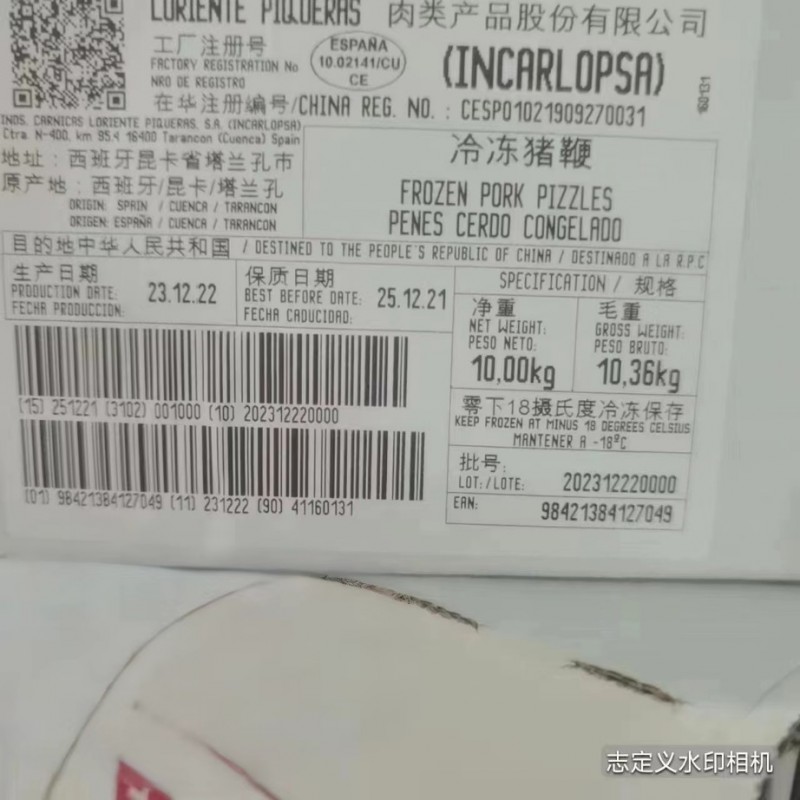 LORIENTE PIQUERAS 肉类产品股份有限公司
工厂注册号
FACTORY REGISTRATION No
NRO DE REGISTRO
ESPAÑA
10.02141/CU
CE
(INCARLOPSA)
160131
在华注册编号/CHINA REG. NO. : CESP01021909270031
INDS. CARNICAS LORIENTE PIQUERAS, S.A. (INCARLOPSA)
Ctra. N-400, km 95,4 16400 Tarancon (Cuenca) Spain
地址: 西班牙昆卡省塔兰孔市
原产地: 西班牙/昆卡/塔兰孔
ORIGIN: SPAIN / CUENCA / TARANCON
ORIGEN: ESPAÑA / CUENCA / TARANCON
冷冻猪鞭
FROZEN PORK PIZZLES
PENES CERDO CONGELADO
目的地中华人民共和国 / DESTINED TO THE PEOPLE'S REPUBLIC OF CHINA / DESTINADO A LA R.P.C
生产日期
PRODUCTION DATE:
FECHA PRODUCCION:
23.12.22
保质日期
BEST BEFORE DATE:
FECHA CADUCIDAD:
25.12.21
SPECIFICATION / 规格
净重
NET WEIGHT:
PESO NETO:
10,00kg
毛重
GROSS WEIGHT:
PESO BRUTO:
10,36kg
(15) 251221 (3102) 001000 (10) 202312220000
零下18摄氏度冷冻保存
KEEP FROZEN AT MINUS 18 DEGREES CELSIUS
MANTENER A -18ºC
批号:
LOT:/LOTE: 202312220000
EAN: 98421384127049
(01) 98421384127049 (11) 231222 (90) 41160131
志定义水印相机